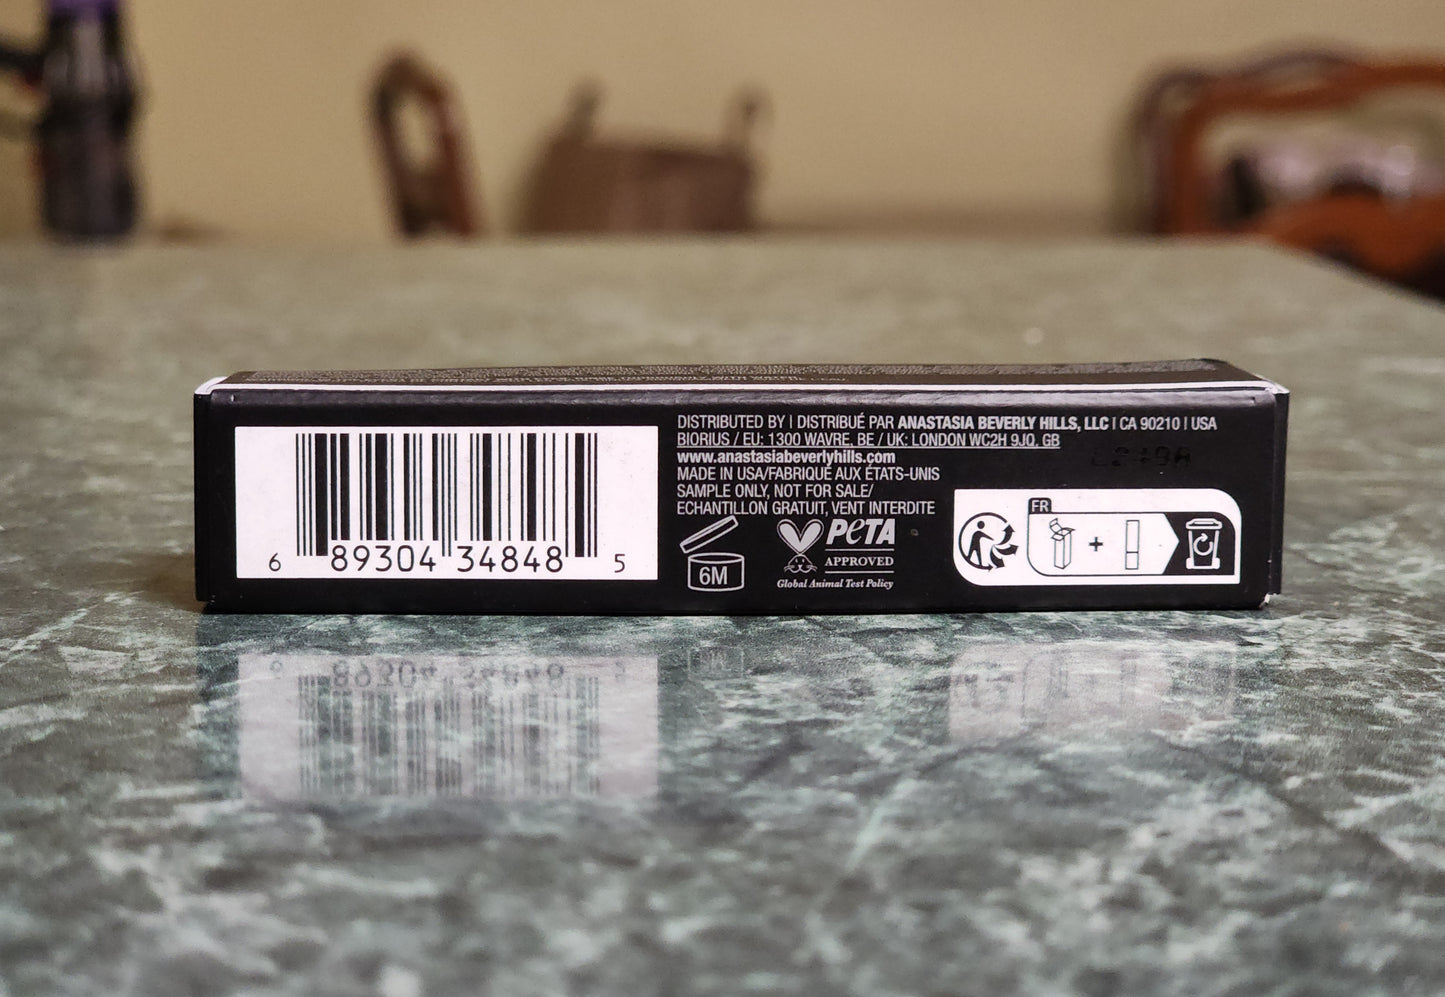 DISTRIBUTED BY | DISTRIBUÉ PAR ANASTASIA BEVERLY HILLS, LLC | CA 90210 | USA
BIORIUS / EU: 1300 WAVRE, BE / UK: LONDON WC2H 9JQ, GB
www.anastasiabeverlyhills.com
MADE IN USA/FABRIQUÉ AUX ÉTATS-UNIS
SAMPLE ONLY, NOT FOR SALE/
ECHANTILLON GRATUIT, VENT INTERDITE
6 89304 34848 5
6M
PeTA
APPROVED
Global Animal Test Policy
FR